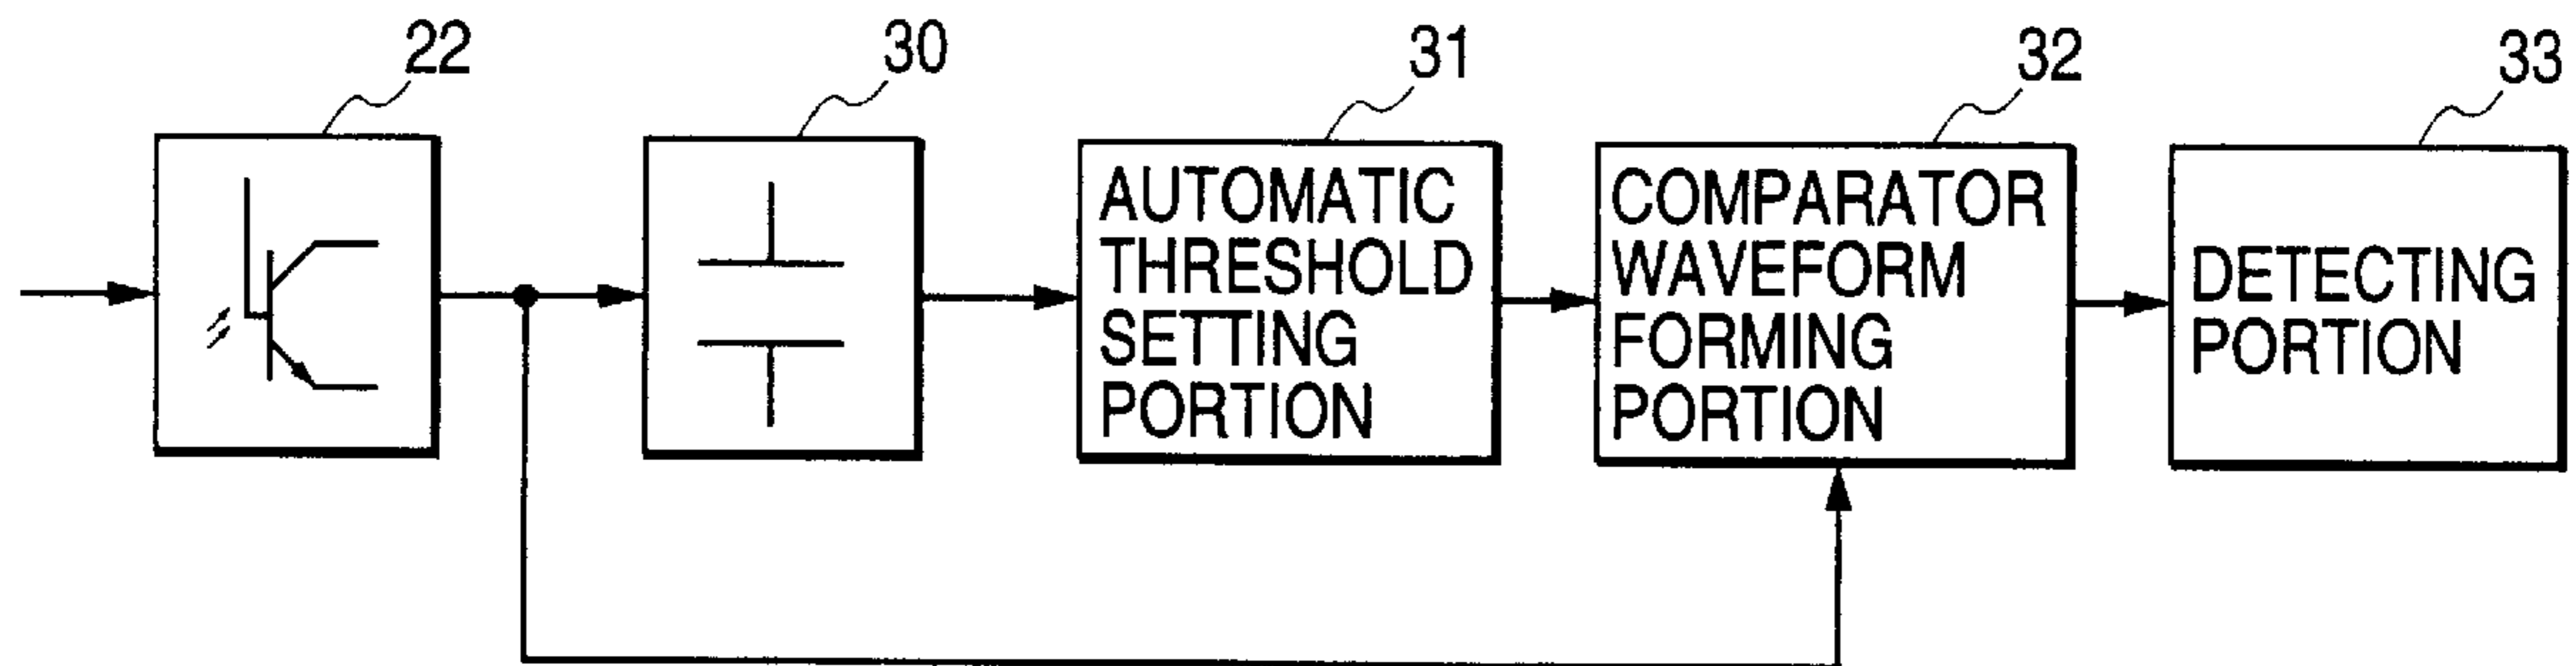 22
30
31
32
33
AUTOMATIC
THRESHOLD
SETTING
PORTION
COMPARATOR
WAVEFORM
FORMING
PORTION
DETECTING
PORTION